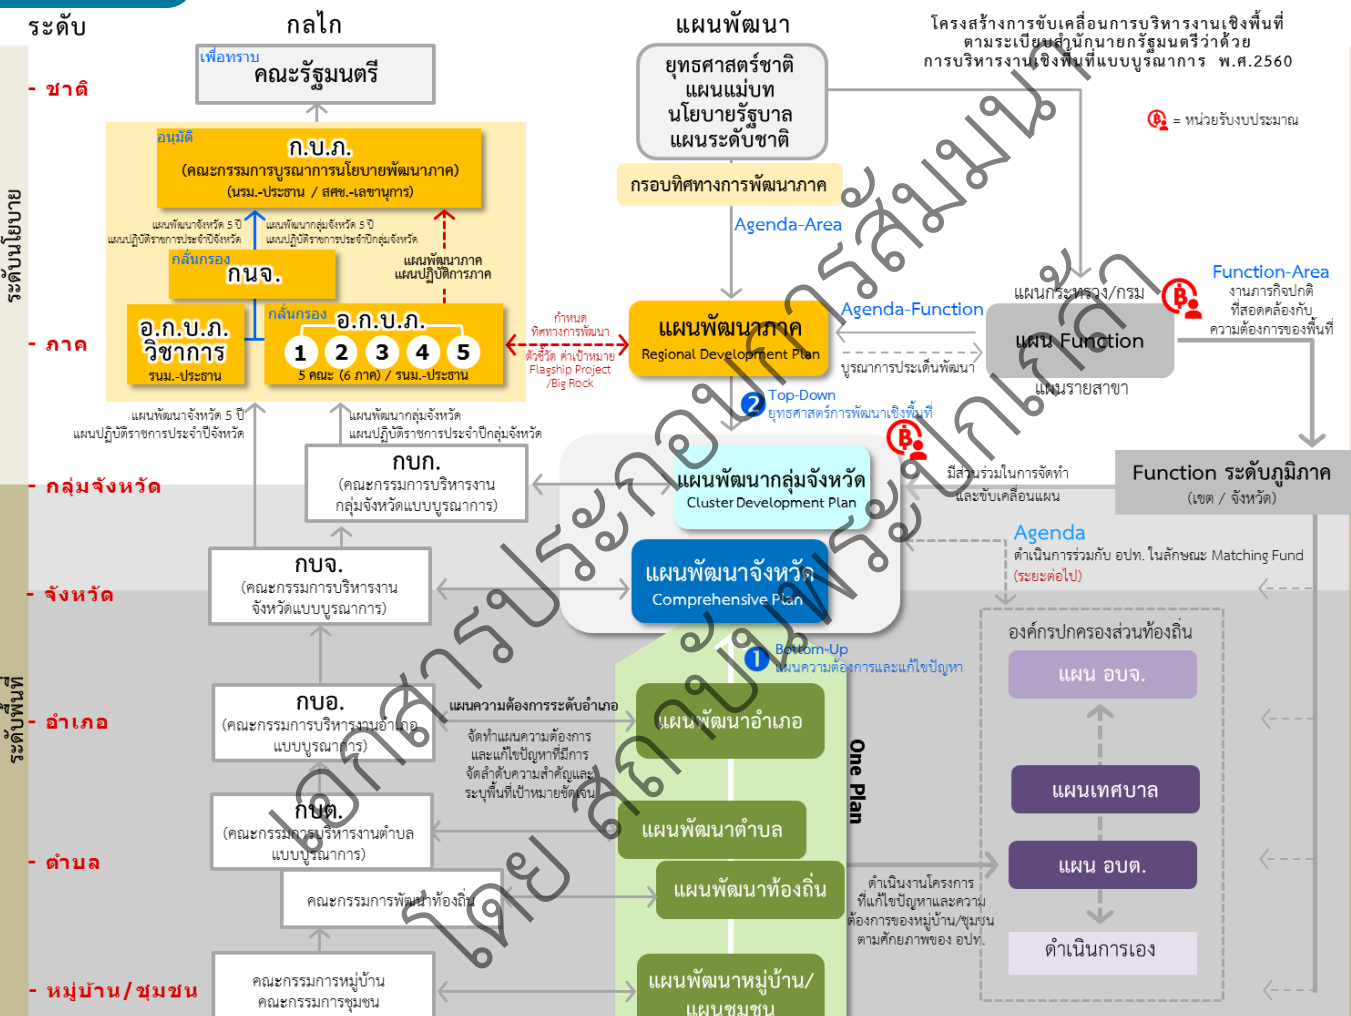 ระดับ
กลไก
แผนพัฒนา
โครงสร้างการขับเคลื่อนการบริหารงานเชิงพื้นที่
ตามระเบียบสำนักนายกรัฐมนตรีว่าด้วย
การบริหารงานเชิงพื้นที่แบบบูรณาการ พ.ศ.2560
= หน่วยรับงบประมาณ
ระดับนโยบาย
ระดับพื้นที่
- ชาติ
เพื่อทราบ
คณะรัฐมนตรี
ยุทธศาสตร์ชาติ
แผนแม่บท
นโยบายรัฐบาล
แผนระดับชาติ
อนุมัติ
ก.บ.ภ.
(คณะกรรมการบูรณาการนโยบายพัฒนาภาค)
(นรม.-ประธาน / สศช.-เลขานุการ)
กรอบทิศทางการพัฒนาภาค
Agenda-Area
แผนพัฒนาจังหวัด 5 ปี
แผนปฏิบัติราชการประจำปีจังหวัด
แผนพัฒนากลุ่มจังหวัด 5 ปี
แผนปฏิบัติราชการประจำปีกลุ่มจังหวัด
แผนพัฒนาภาค
แผนปฏิบัติการภาค
กลั่นกรอง
กนจ.
- ภาค
อ.ก.บ.ภ.
วิชาการ
รนม.-ประธาน
กลั่นกรอง
อ.ก.บ.ภ.
1 2 3 4 5
5 คณะ (6 ภาค) / รนม.-ประธาน
กำหนด
ทิศทางการพัฒนา
ตัวชี้วัด ค่าเป้าหมาย
Flagship Project
/Big Rock
แผนพัฒนาภาค
Regional Development Plan
Agenda-Function
บูรณาการประเด็นพัฒนา
แผนกระทรวง/กรม
แผน Function
แผนรายสาขา
Function-Area
งานภารกิจปกติ
ที่สอดคล้องกับ
ความต้องการของพื้นที่
2
Top-Down
ยุทธศาสตร์การพัฒนาเชิงพื้นที่
แผนพัฒนาจังหวัด 5 ปี
แผนปฏิบัติราชการประจำปีจังหวัด
แผนพัฒนากลุ่มจังหวัด
แผนปฏิบัติราชการประจำปีกลุ่มจังหวัด
- กลุ่มจังหวัด
กบก.
(คณะกรรมการบริหารงาน
กลุ่มจังหวัดแบบบูรณาการ)
แผนพัฒนากลุ่มจังหวัด
Cluster Development Plan
มีส่วนร่วมในการจัดทำ
และขับเคลื่อนแผน
Function ระดับภูมิภาค
(เขต / จังหวัด)
Agenda
ดำเนินการร่วมกับ อปท. ในลักษณะ Matching Fund
(ระยะต่อไป)
- จังหวัด
กบจ.
(คณะกรรมการบริหารงาน
จังหวัดแบบบูรณาการ)
แผนพัฒนาจังหวัด
Comprehensive Plan
องค์กรปกครองส่วนท้องถิ่น
1
Bottom-Up
แผนความต้องการและแก้ไขปัญหา
แผน อบจ.
- อำเภอ
กบอ.
(คณะกรรมการบริหารงานอำเภอ
แบบบูรณาการ)
แผนความต้องการระดับอำเภอ
จัดทำแผนความต้องการ
และแก้ไขปัญหาที่มีการ
จัดลำดับความสำคัญและ
ระบุพื้นที่เป้าหมายชัดเจน
แผนพัฒนาอำเภอ
One Plan
แผนเทศบาล
- ตำบล
กบต.
(คณะกรรมการบริหารงานตำบล
แบบบูรณาการ)
แผนพัฒนาตำบล
แผน อบต.
คณะกรรมการพัฒนาท้องถิ่น
แผนพัฒนาท้องถิ่น
ดำเนินงานโครงการ
ที่แก้ไขปัญหาและความ
ต้องการของหมู่บ้าน/ชุมชน
ตามศักยภาพของ อปท.
ดำเนินการเอง
- หมู่บ้าน/ชุมชน
คณะกรรมการหมู่บ้าน
คณะกรรมการชุมชน
แผนพัฒนาหมู่บ้าน/
แผนชุมชน
เอกสารประกอบการสัมมนา
โดย สถาบันพระปกเกล้า